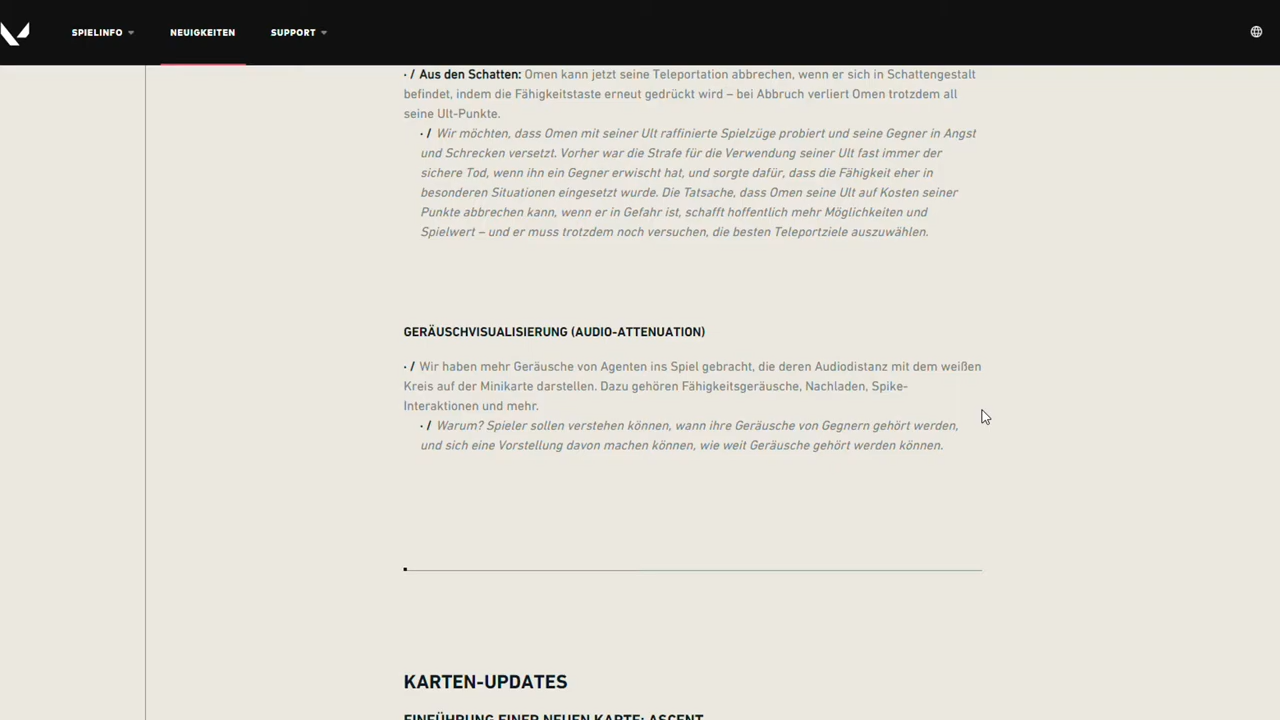 SPIELINFO
NEUIGKEITEN
SUPPORT
· / Aus den Schatten: Omen kann jetzt seine Teleportation abbrechen, wenn er sich in Schattengestalt
befindet, indem die Fähigkeitstaste erneut gedrückt wird – bei Abbruch verliert Omen trotzdem all
seine Ult-Punkte.
· / Wir möchten, dass Omen mit seiner Ult raffinierte Spielzüge probiert und seine Gegner in Angst
und Schrecken versetzt. Vorher war die Strafe für die Verwendung seiner Ult fast immer der
sichere Tod, wenn ihn ein Gegner erwischt hat, und sorgte dafür, dass die Fähigkeit eher in
besonderen Situationen eingesetzt wurde. Die Tatsache, dass Omen seine Ult auf Kosten seiner
Punkte abbrechen kann, wenn er in Gefahr ist, schafft hoffentlich mehr Möglichkeiten und
Spielwert – und er muss trotzdem noch versuchen, die besten Teleportziele auszuwählen.
GERÄUSCHVISUALISIERUNG (AUDIO-ATTENUATION)
· / Wir haben mehr Geräusche von Agenten ins Spiel gebracht, die deren Audiodistanz mit dem weißen
Kreis auf der Minikarte darstellen. Dazu gehören Fähigkeitsgeräusche, Nachladen, Spike-
Interaktionen und mehr.
· / Warum? Spieler sollen verstehen können, wann ihre Geräusche von Gegnern gehört werden,
und sich eine Vorstellung davon machen können, wie weit Geräusche gehört werden können.
KARTEN-UPDATES
EINFÜHRUNG EINER NEUEN KARTE: ASCENT